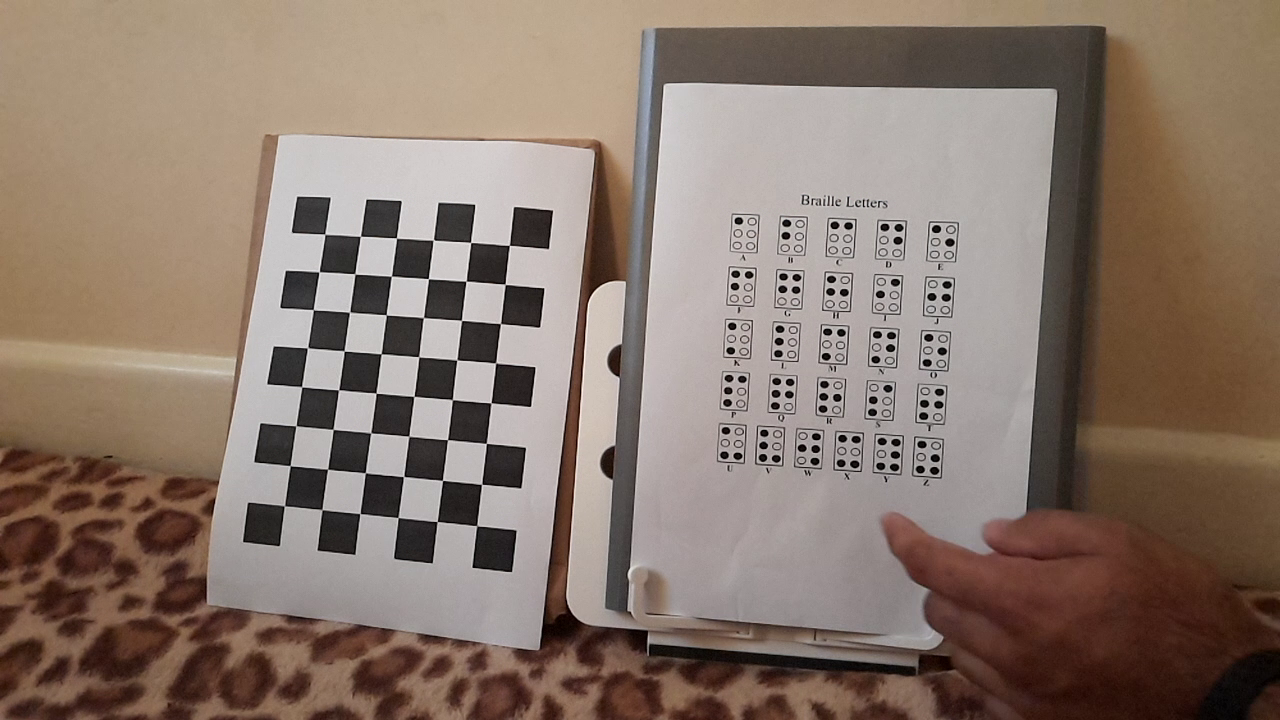 Braille Letters
A B C D E
F G H I J
K L M N O
P Q R S T
U V W X Y Z